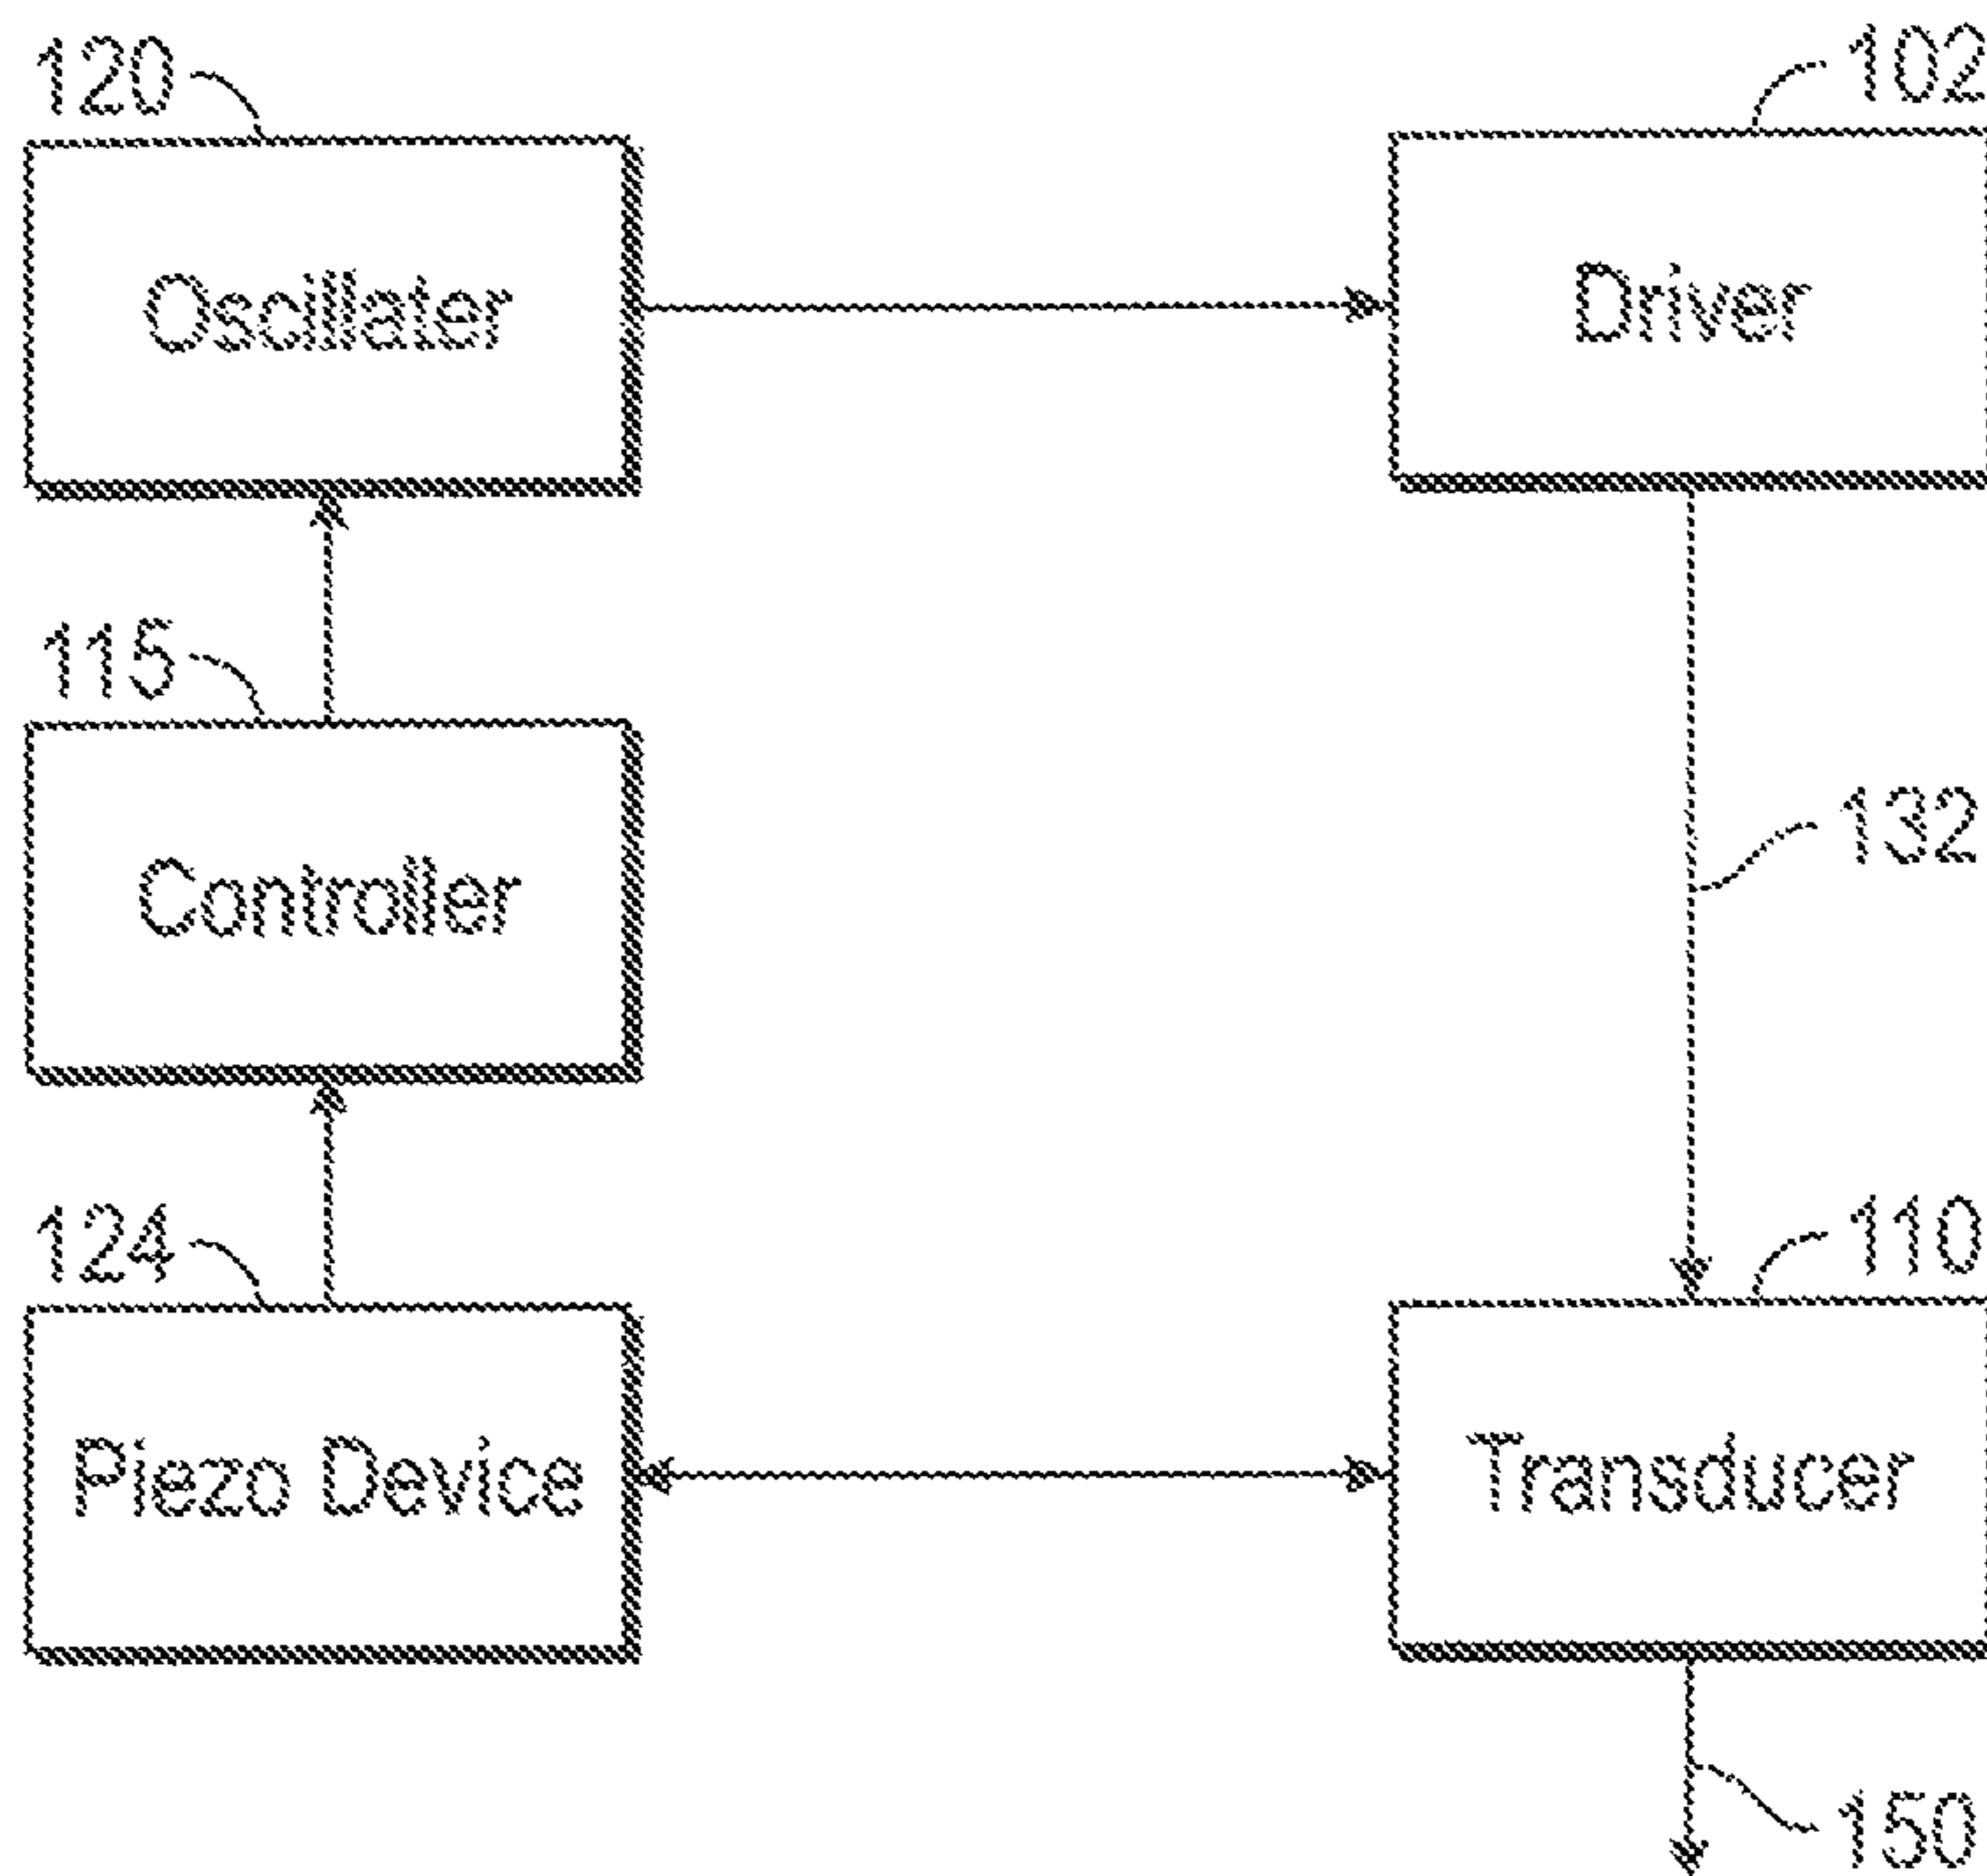 120
102
Oscillater
Driver
115
132
Controller
124
110
Piezo Device
Transducer
150